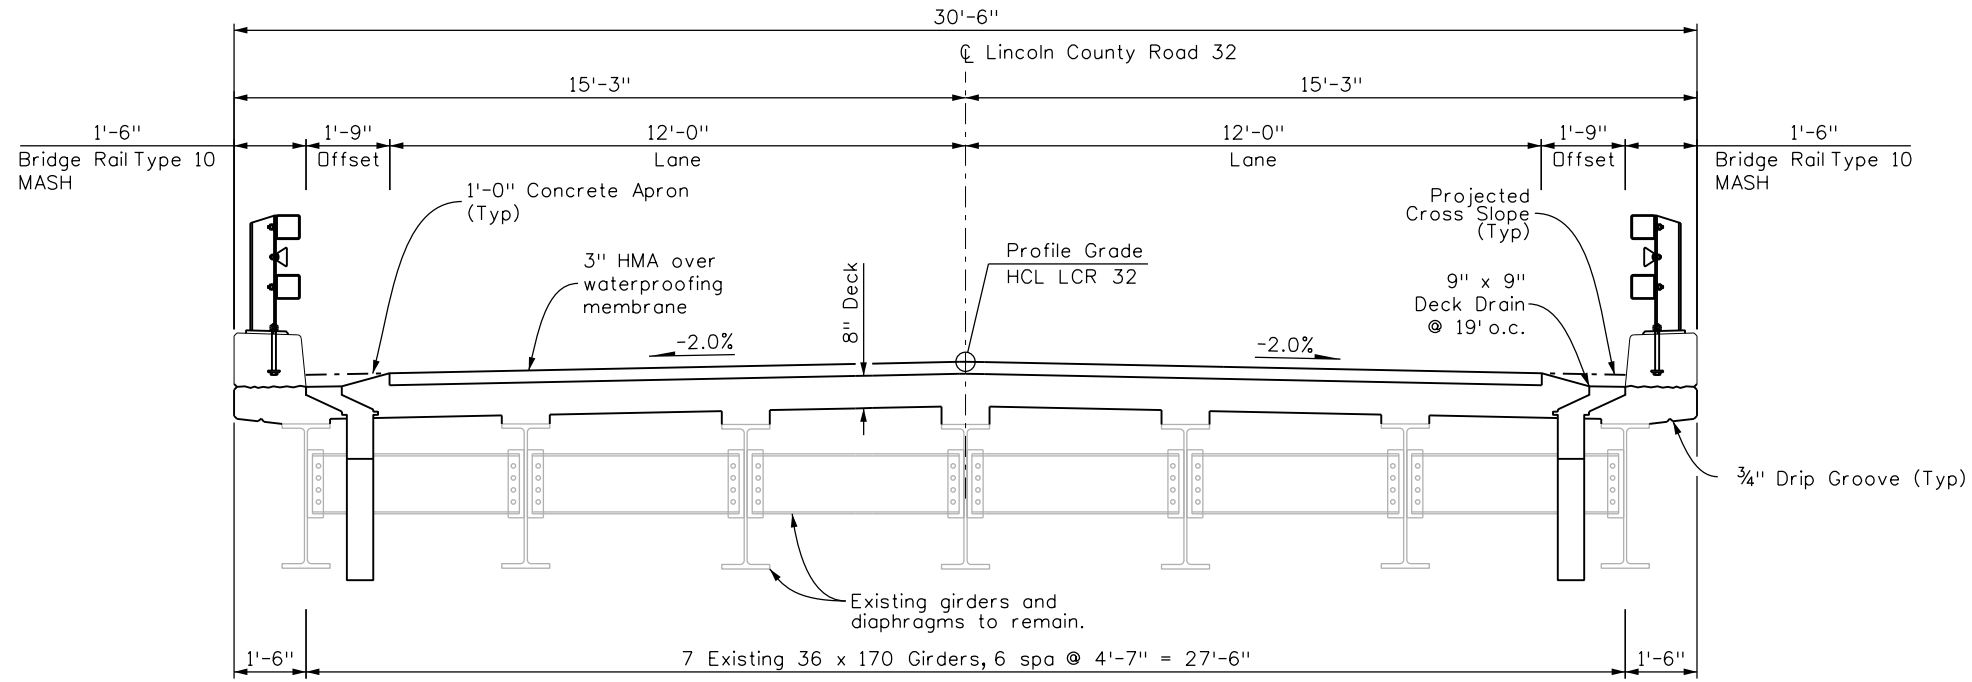 30'-6"
℄ Lincoln County Road 32
15'-3"
15'-3"
1'-6"
1'-9"
12'-0"
12'-0"
1'-9"
1'-6"
Bridge Rail Type 10
MASH
Offset
Lane
Lane
Offset
Bridge Rail Type 10
MASH
1'-0" Concrete Apron
(Typ)
Projected
Cross Slope
(Typ)
3" HMA over
waterproofing
membrane
8" Deck
Profile Grade
HCL LCR 32
9" x 9"
Deck Drain
@ 19' o.c.
-2.0%
-2.0%
¾" Drip Groove (Typ)
Existing girders and
diaphragms to remain.
1'-6"
7 Existing 36 x 170 Girders, 6 spa @ 4'-7" = 27'-6"
1'-6"